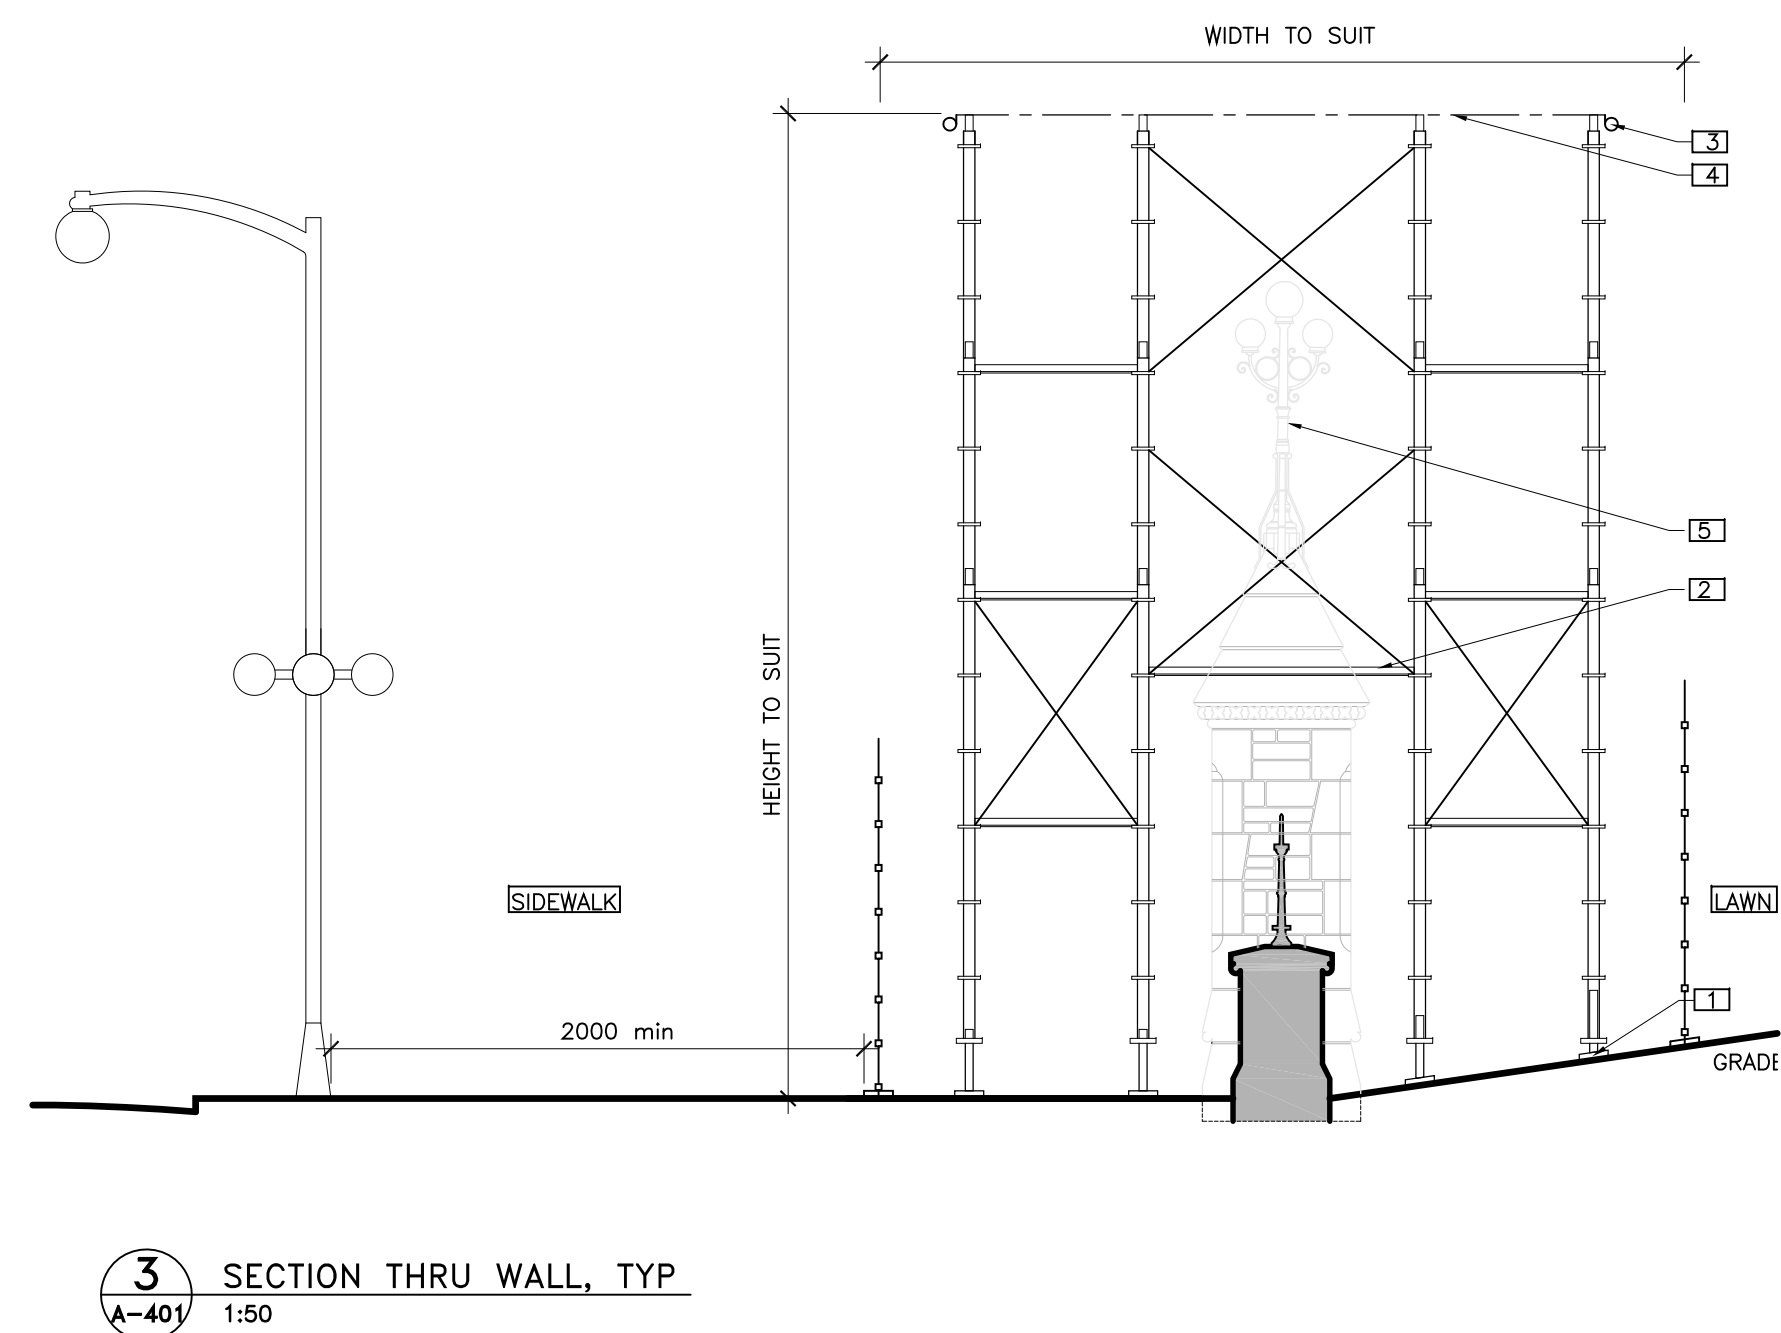 WIDTH TO SUIT
3
4
5
2
HEIGHT TO SUIT
SIDEWALK
LAWN
1
2000 min
GRADE
3
SECTION THRU WALL, TYP
A-401
1:50